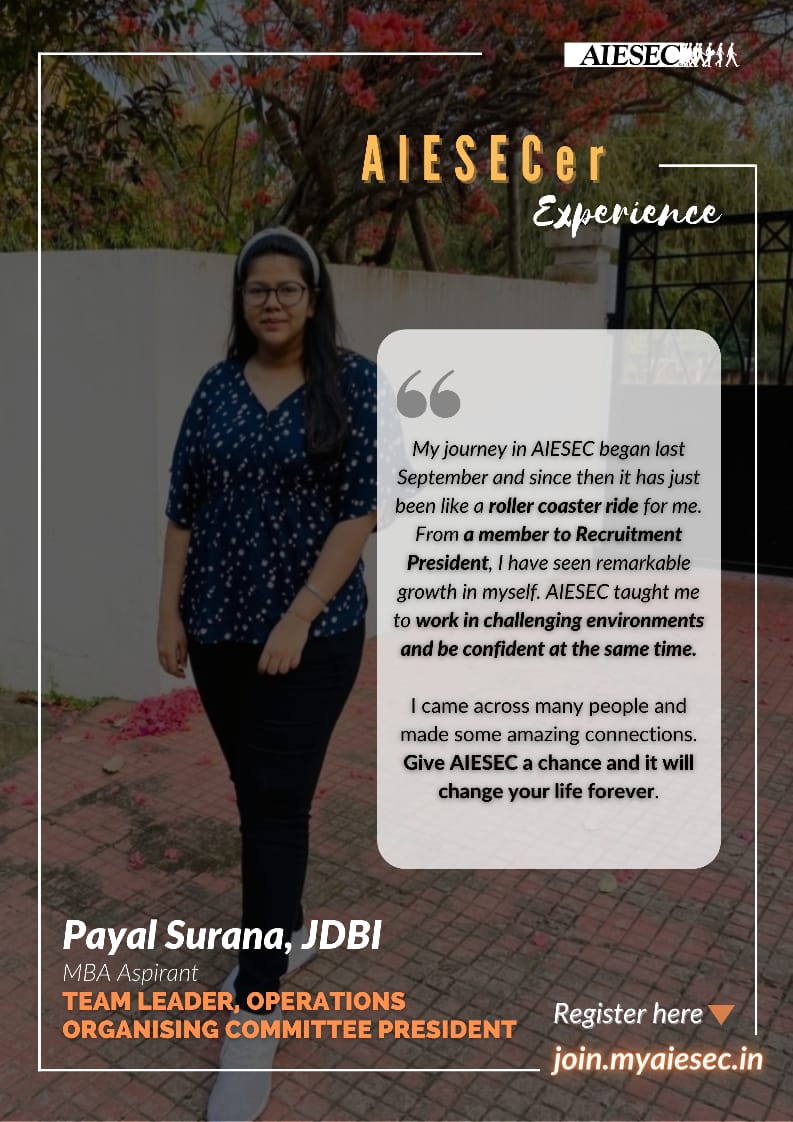 AIESEC
AIESECer
Experience
My journey in AIESEC began last
September and since then it has just
been like a roller coaster ride for me.
From a member to Recruitment
President, I have seen remarkable
growth in myself. AIESEC taught me
to work in challenging environments
and be confident at the same time.
I came across many people and
made some amazing connections.
Give AIESEC a chance and it will
change your life forever.
Payal Surana, JDBI
MBA Aspirant
TEAM LEADER, OPERATIONS
ORGANISING COMMITTEE PRESIDENT
Register here
join.myaiesec.in